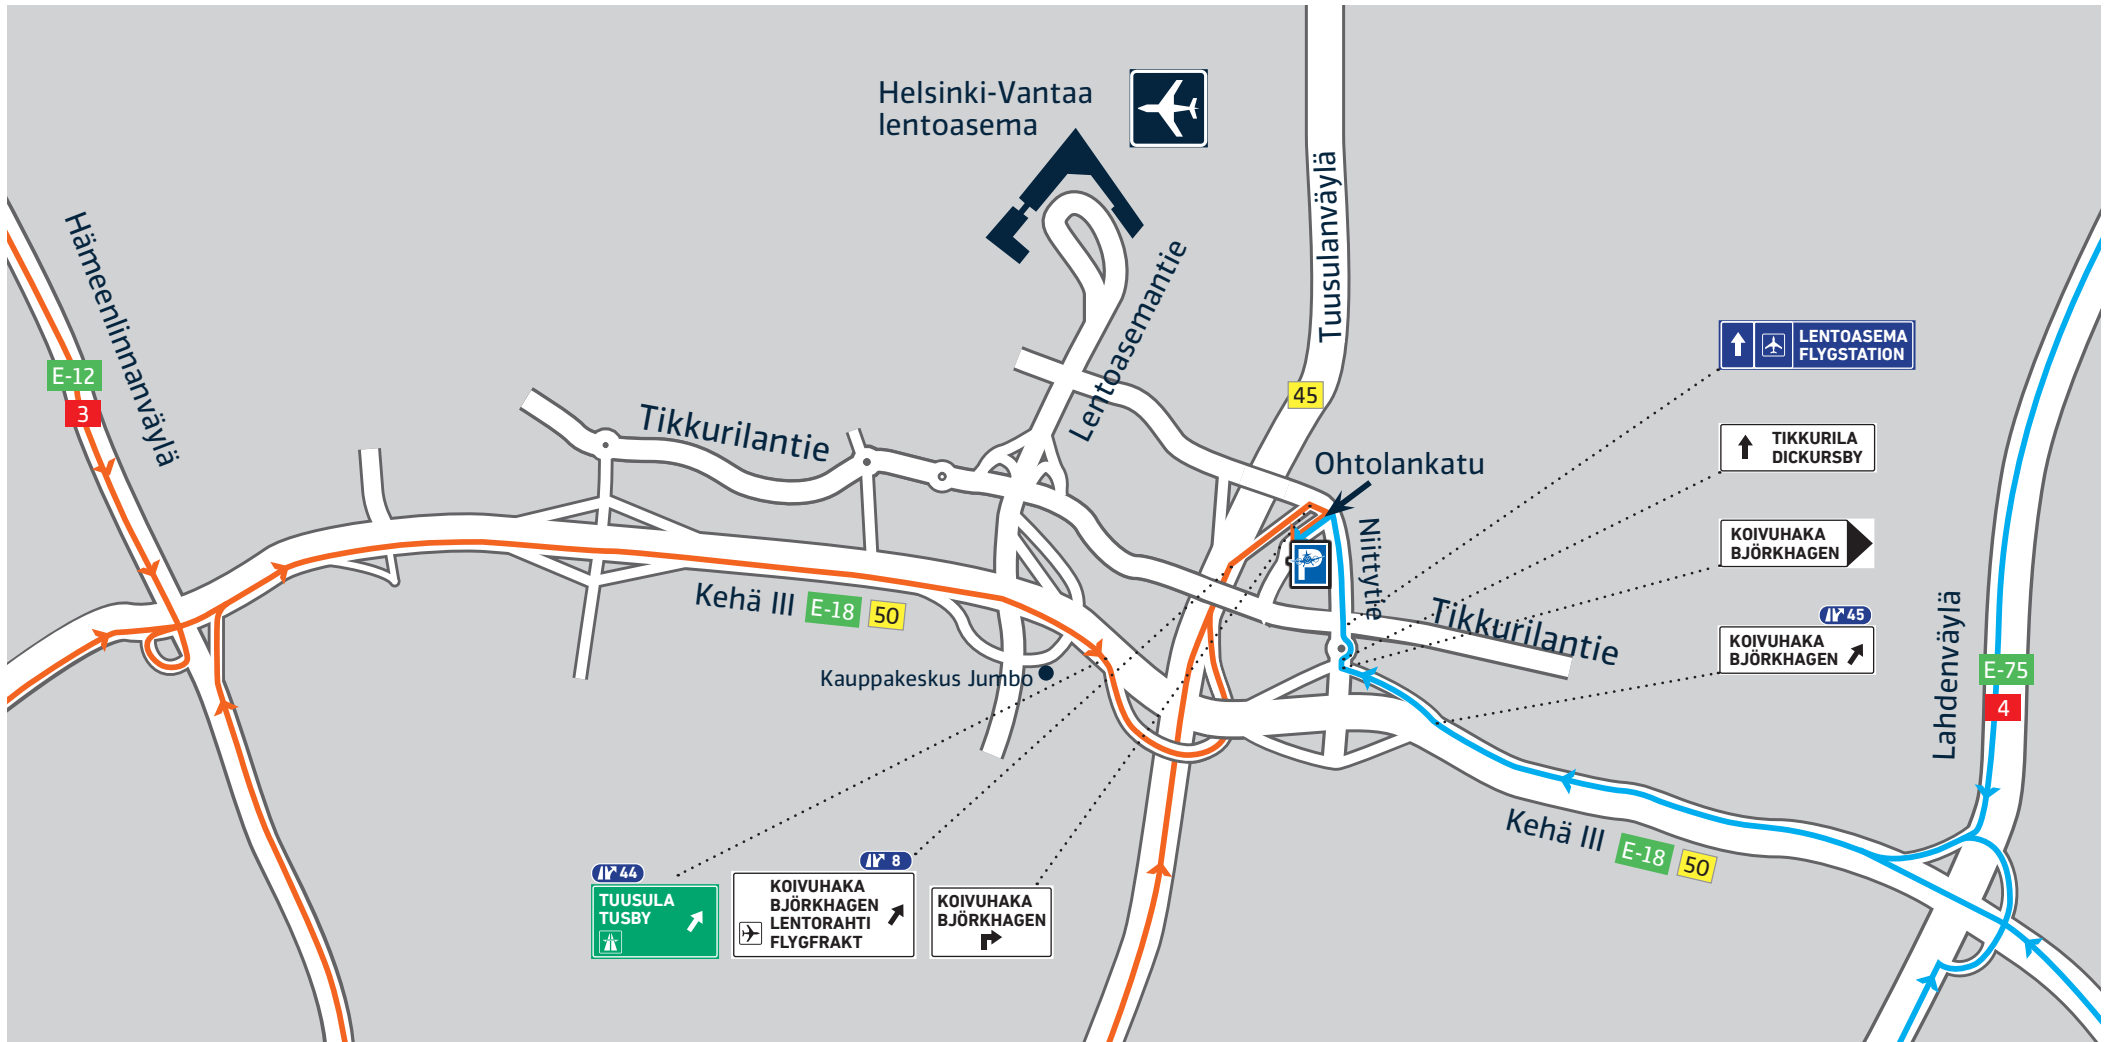 Helsinki-Vantaa
lentoasema
Hämeenlinnanväylä
E-12
3
Tikkurilantie
Lentoasemantie
Tuusulanväylä
45
Ohtolankatu
Niittytie
P
LENTOASEMA
FLYGSTATION
TIKKURILA
DICKURSBY
KOIVUHAKA
BJÖRKHAGEN
45
KOIVUHAKA
BJÖRKHAGEN
Tikkurilantie
Kehä III E-18 50
Kauppakeskus Jumbo
Lahdenväylä
E-75
4
Kehä III E-18 50
44
TUUSULA
TUSBY
8
KOIVUHAKA
BJÖRKHAGEN
LENTORAHTI
FLYGFRAKT
KOIVUHAKA
BJÖRKHAGEN